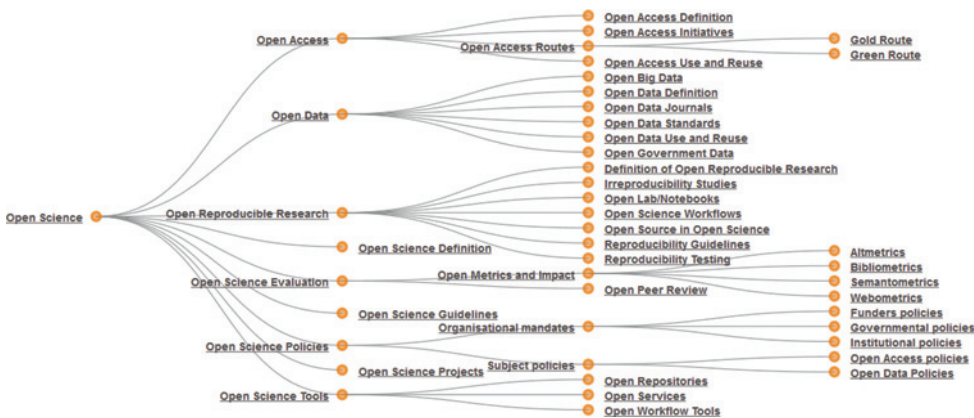 Open Science
Open Access
Open Access Definition
Open Access Initiatives
Open Access Routes
Gold Route
Green Route
Open Access Use and Reuse
Open Data
Open Big Data
Open Data Definition
Open Data Journals
Open Data Standards
Open Data Use and Reuse
Open Government Data
Open Reproducible Research
Definition of Open Reproducible Research
Irreproducibility Studies
Open Lab/Notebooks
Open Science Workflows
Open Source in Open Science
Reproducibility Guidelines
Reproducibility Testing
Open Science Definition
Open Science Evaluation
Open Metrics and Impact
Altmetrics
Bibliometrics
Semantometrics
Webometrics
Open Peer Review
Open Science Guidelines
Open Science Policies
Organisational mandates
Funders policies
Governmental policies
Institutional policies
Subject policies
Open Access policies
Open Data Policies
Open Science Projects
Open Science Tools
Open Repositories
Open Services
Open Workflow Tools